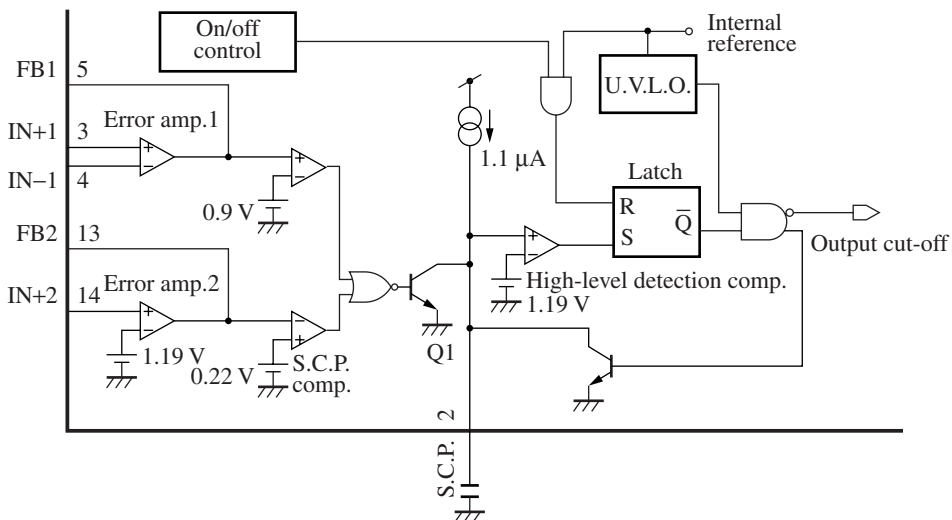 On/off
control
Internal
reference
FB1
5
U.V.L.O.
Error amp.1
IN+1
3
1.1 µA
IN−1
4
Latch
0.9 V
R
Q̅
S
FB2
13
Output cut-off
Error amp.2
High-level detection comp.
IN+2
14
1.19 V
Q1
1.19 V
0.22 V
S.C.P.
comp.
2
S.C.P.